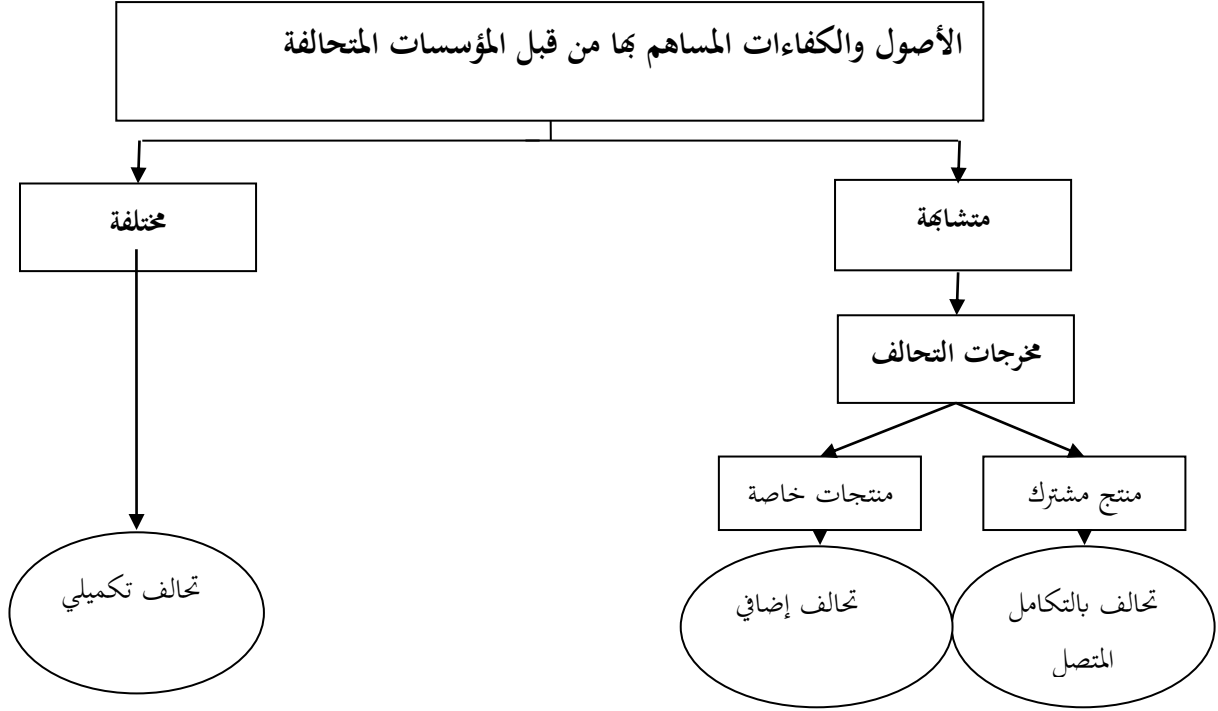 الأصول والكفاءات المساهم بها من قبل المؤسسات المتحالفة
متشابهة
مختلفة
مخرجات التحالف
منتج مشترك
منتجات خاصة
تحالف بالتكامل
المتصل
تحالف إضافي
تحالف تكميلي